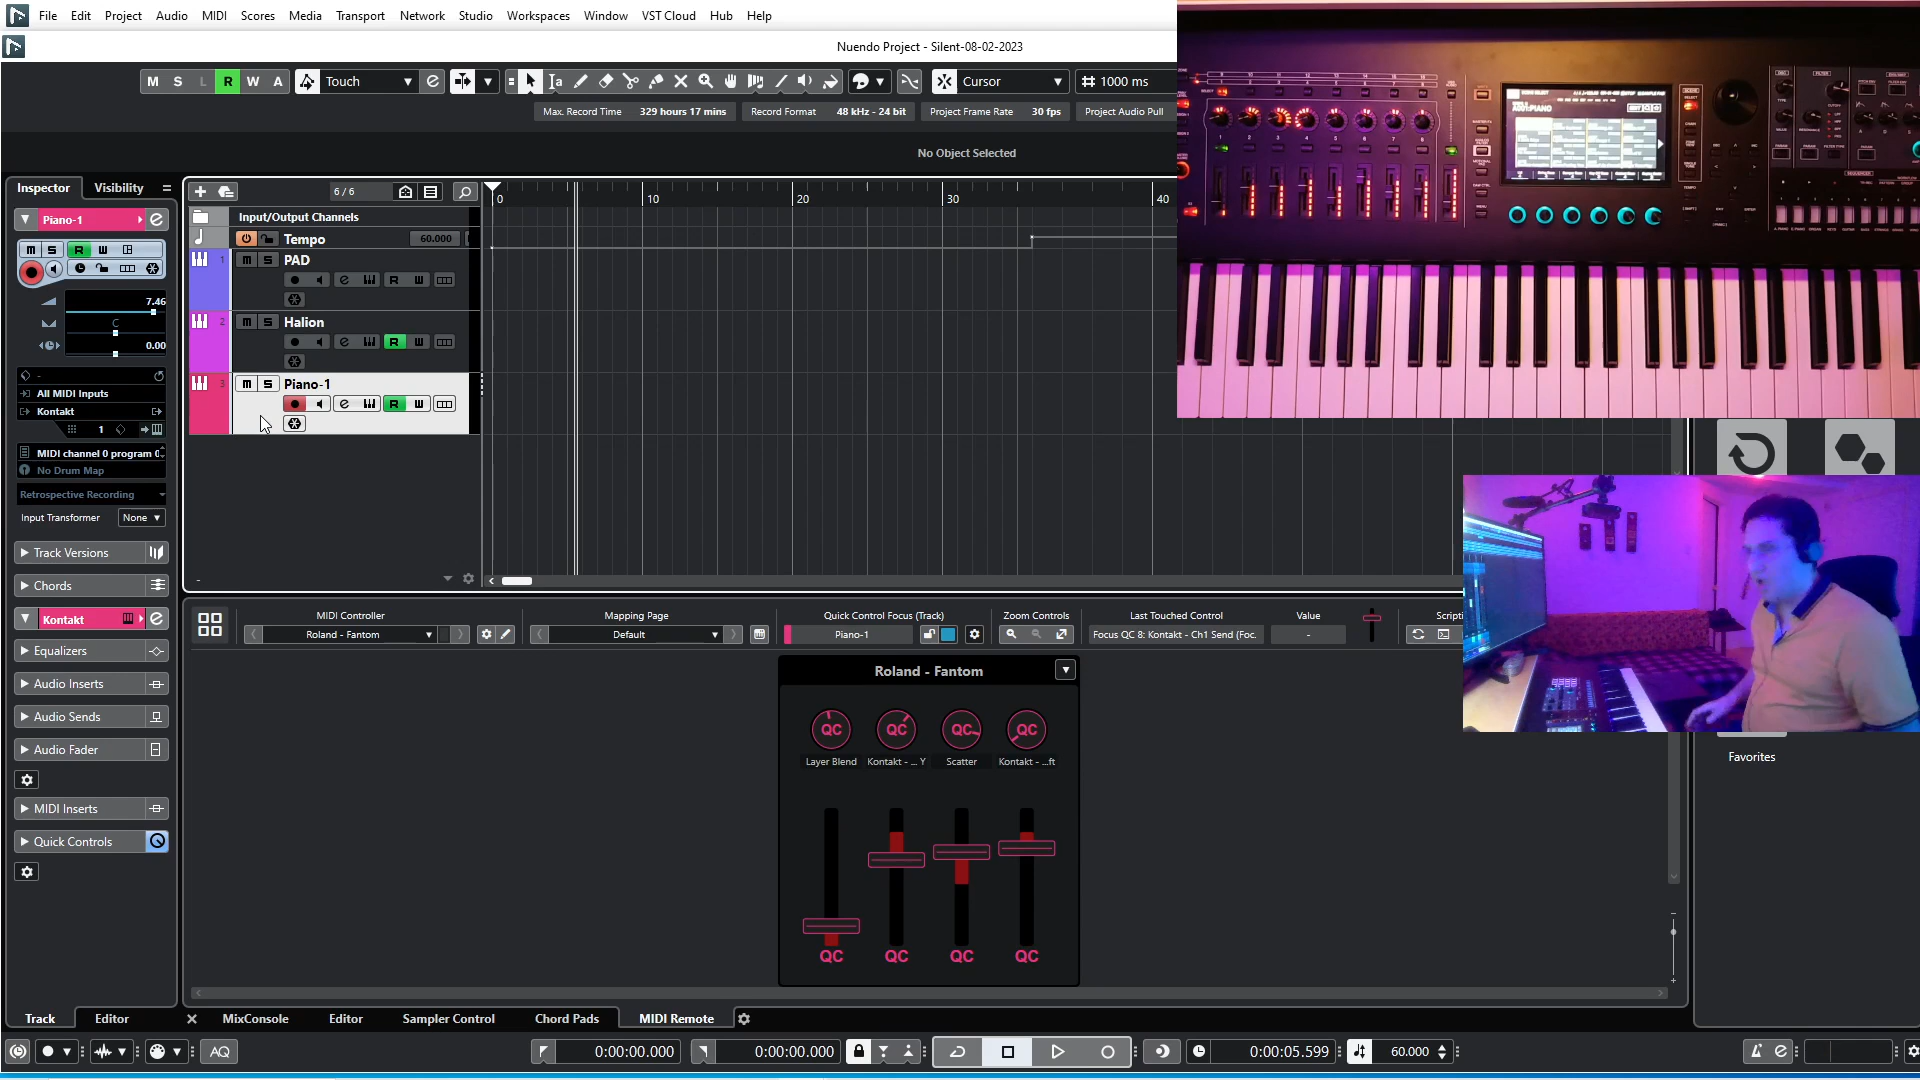 File Edit Project Audio MIDI Scores Media Transport Network Studio Workspaces Window VST Cloud Hub Help
Nuendo Project - Silent-08-02-2023
M S L R W A Touch Cursor 1000 ms
Max. Record Time 329 hours 17 mins Record Format 48 kHz - 24 bit Project Frame Rate 30 fps Project Audio Pull
No Object Selected
Inspector Visibility
6 / 6
0 10 20 30 40
Piano-1
Input/Output Channels
Tempo 60.000
m S R W
1 m S PAD
R W
7.46
C
0.00
2 m S Halion
R W
3 m S Piano-1
R W
-
All MIDI Inputs
Kontakt
1
MIDI channel 0 program 0
No Drum Map
Retrospective Recording
Input Transformer None
Track Versions
Chords
Kontakt
Equalizers
Audio Inserts
Audio Sends
Audio Fader
MIDI Inserts
Quick Controls
MIDI Controller Mapping Page Quick Control Focus (Track) Zoom Controls Last Touched Control Value Scripti
Roland - Fantom Default Piano-1 Focus QC 8: Kontakt - Ch1 Send (Foc. -
Roland - Fantom
QC QC QC QC
Layer Blend Kontakt - ... Y Scatter Kontakt - ...ft
QC QC QC QC
Favorites
Track Editor MixConsole Editor Sampler Control Chord Pads MIDI Remote
AQ 0:00:00.000 0:00:00.000 0:00:05.599 60.000